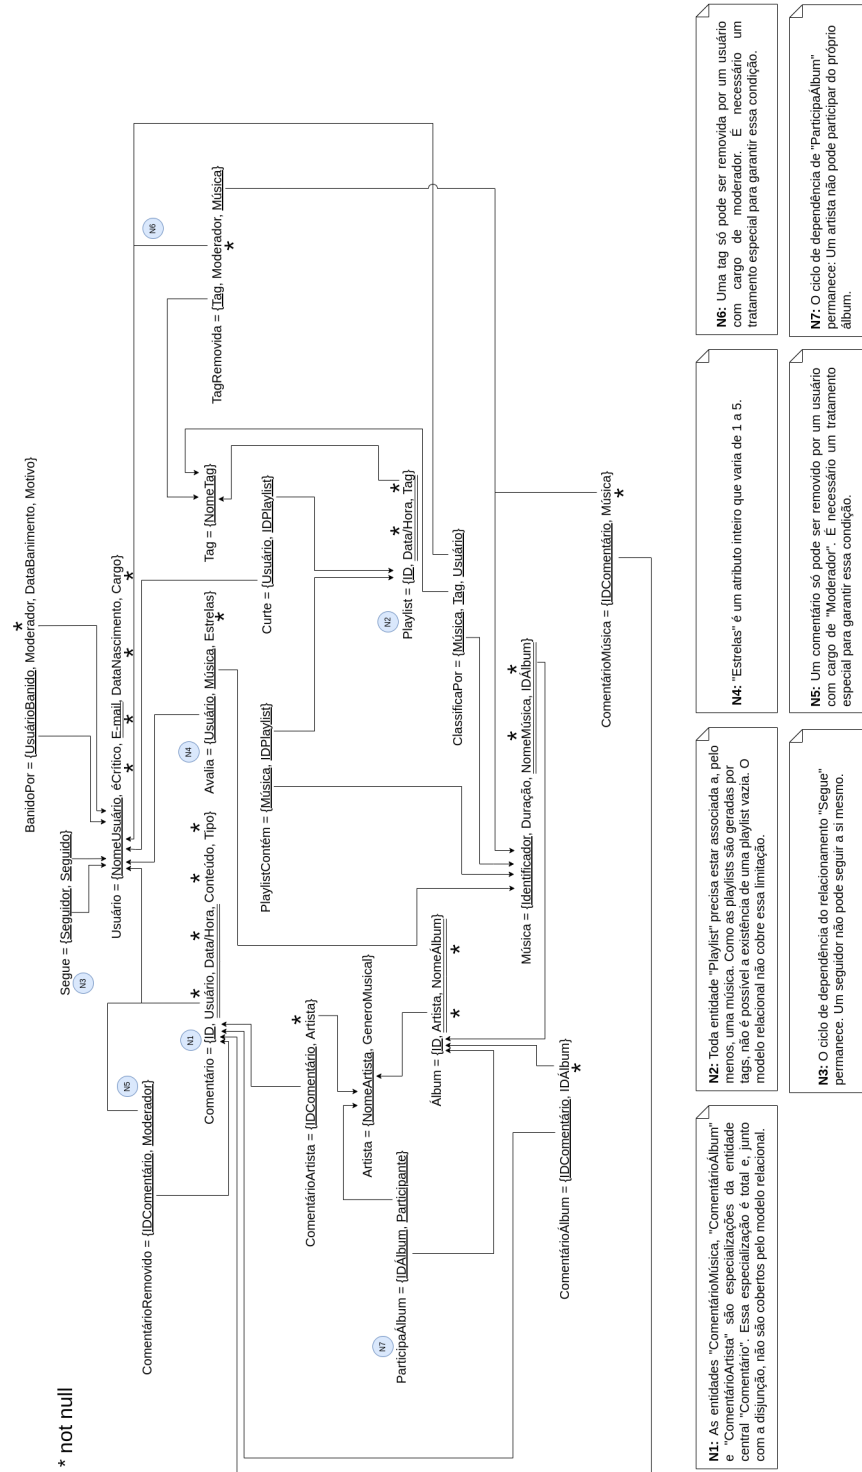 * not null
BanidoPor = {UsuárioBanido, Moderador, DataBanimento, Motivo}
*
Segue = {Seguidor, Seguido}
N3
Usuário = {NomeUsuário, éCrítico, E-mail, DataNascimento, Cargo}
* * * *
ComentárioRemovido = {IDComentário, Moderador}
N5
N6
TagRemovida = {Tag, Moderador, Música}
*
N1
Comentário = {ID, Usuário, Data/Hora, Conteúdo, Tipo}
* * * *
N4
Avalia = {Usuário, Música, Estrelas}
*
Tag = {NomeTag}
PlaylistContém = {Música, IDPlaylist}
Curte = {Usuário, IDPlaylist}
ComentárioArtista = {IDComentário, Artista}
*
Artista = {NomeArtista, GeneroMusical}
N7
ParticipaÁlbum = {IDÁlbum, Participante}
N2
Playlist = {ID, Data/Hora, Tag}
* *
Álbum = {ID, Artista, NomeÁlbum}
* *
ClassificaPor = {Música, Tag, Usuário}
Música = {Identificador, Duração, NomeMúsica, IDÁlbum}
* *
ComentárioÁlbum = {IDComentário, IDÁlbum}
*
ComentárioMúsica = {IDComentário, Música}
*
N1: As entidades "ComentárioMúsica, "ComentárioÁlbum"
e "ComentárioArtista" são especializações da entidade
central "Comentário". Essa especialização é total e, junto
com a disjunção, não são cobertos pelo modelo relacional.
N2: Toda entidade "Playlist" precisa estar associada a, pelo
menos, uma música. Como as playlists são geradas por
tags, não é possível a existência de uma playlist vazia. O
modelo relacional não cobre essa limitação.
N4: "Estrelas" é um atributo inteiro que varia de 1 a 5.
N6: Uma tag só pode ser removida por um usuário
com cargo de moderador. É necessário um
tratamento especial para garantir essa condição.
N3: O ciclo de dependência do relacionamento "Segue"
permanece. Um seguidor não pode seguir a si mesmo.
N5: Um comentário só pode ser removido por um usuário
com cargo de "Moderador". É necessário um tratamento
especial para garantir essa condição.
N7: O ciclo de dependência de "ParticipaÁlbum"
permanece: Um artista não pode participar do próprio
álbum.